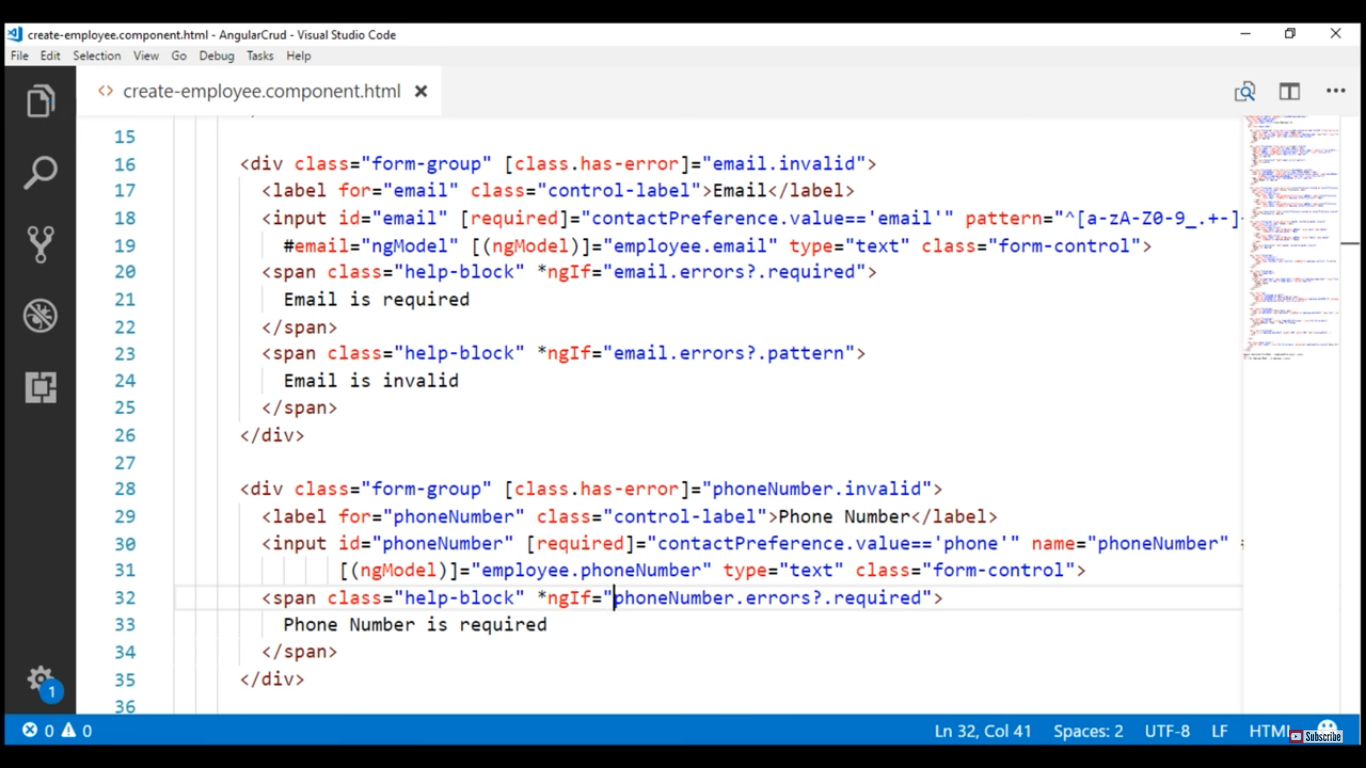 create-employee.component.html - AngularCrud - Visual Studio Code
File Edit Selection View Go Debug Tasks Help
<> create-employee.component.html
15
16 <div class="form-group" [class.has-error]="email.invalid">
17 <label for="email" class="control-label">Email</label>
18 <input id="email" [required]="contactPreference.value=='email'" pattern="^[a-zA-Z0-9_.+-]
19 #email="ngModel" [(ngModel)]="employee.email" type="text" class="form-control">
20 <span class="help-block" *ngIf="email.errors?.required">
21 Email is required
22 </span>
23 <span class="help-block" *ngIf="email.errors?.pattern">
24 Email is invalid
25 </span>
26 </div>
27
28 <div class="form-group" [class.has-error]="phoneNumber.invalid">
29 <label for="phoneNumber" class="control-label">Phone Number</label>
30 <input id="phoneNumber" [required]="contactPreference.value=='phone'" name="phoneNumber"
31 [(ngModel)]="employee.phoneNumber" type="text" class="form-control">
32 <span class="help-block" *ngIf="phoneNumber.errors?.required">
33 Phone Number is required
34 </span>
35 </div>
36
1
0 0 Ln 32, Col 41 Spaces: 2 UTF-8 LF HTML
Subscribe